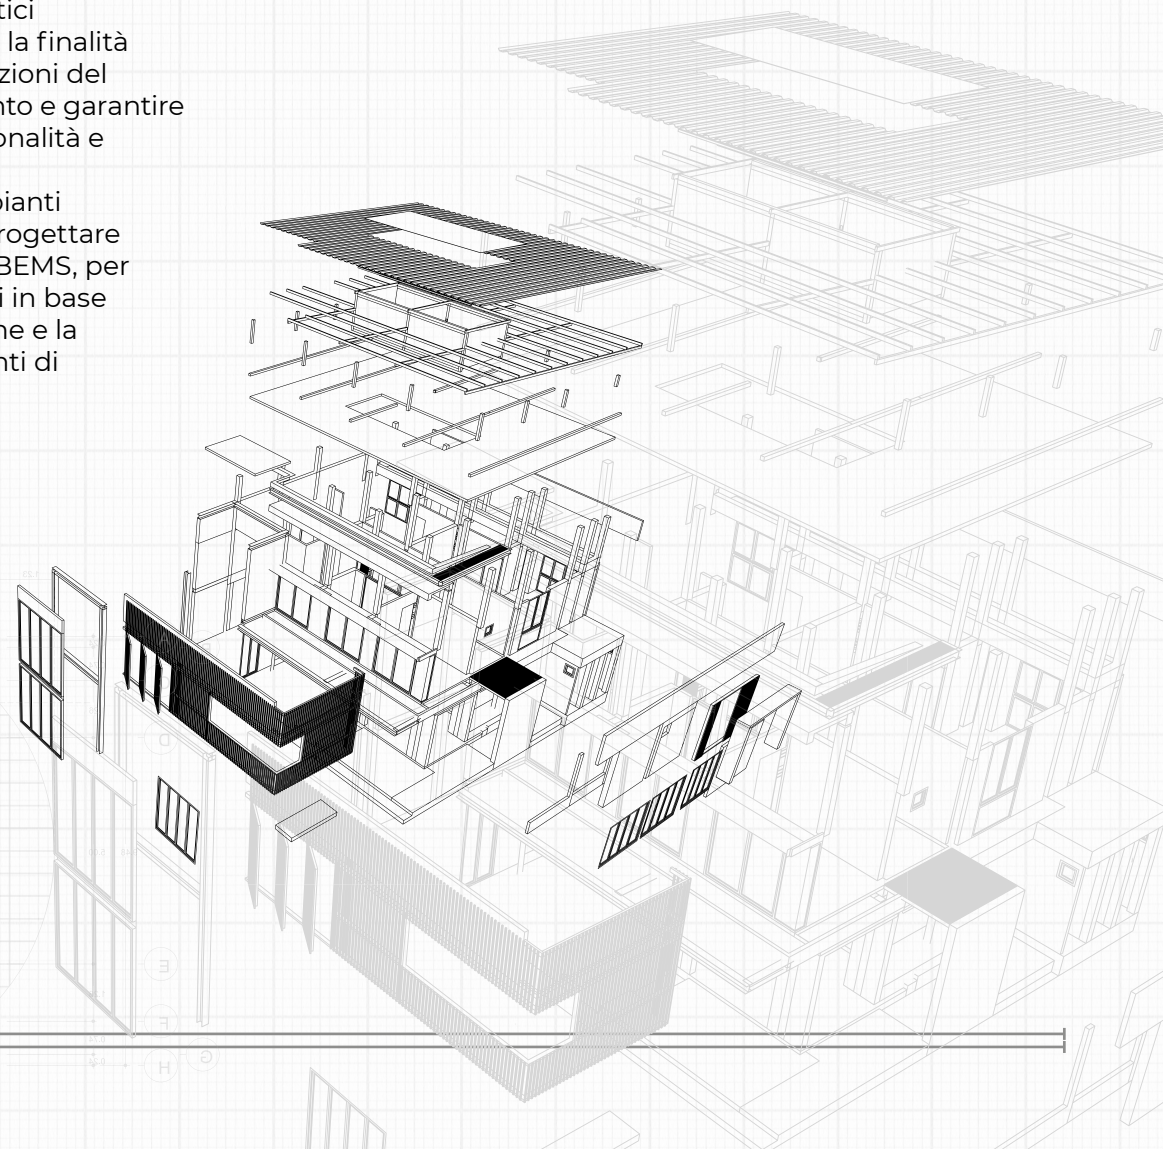 tici
la finalità
zioni del
nto e garantire
onalità e
pianti
rogettare
BEMS, per
i in base
ne e la
nti di
D
E
F
G
H